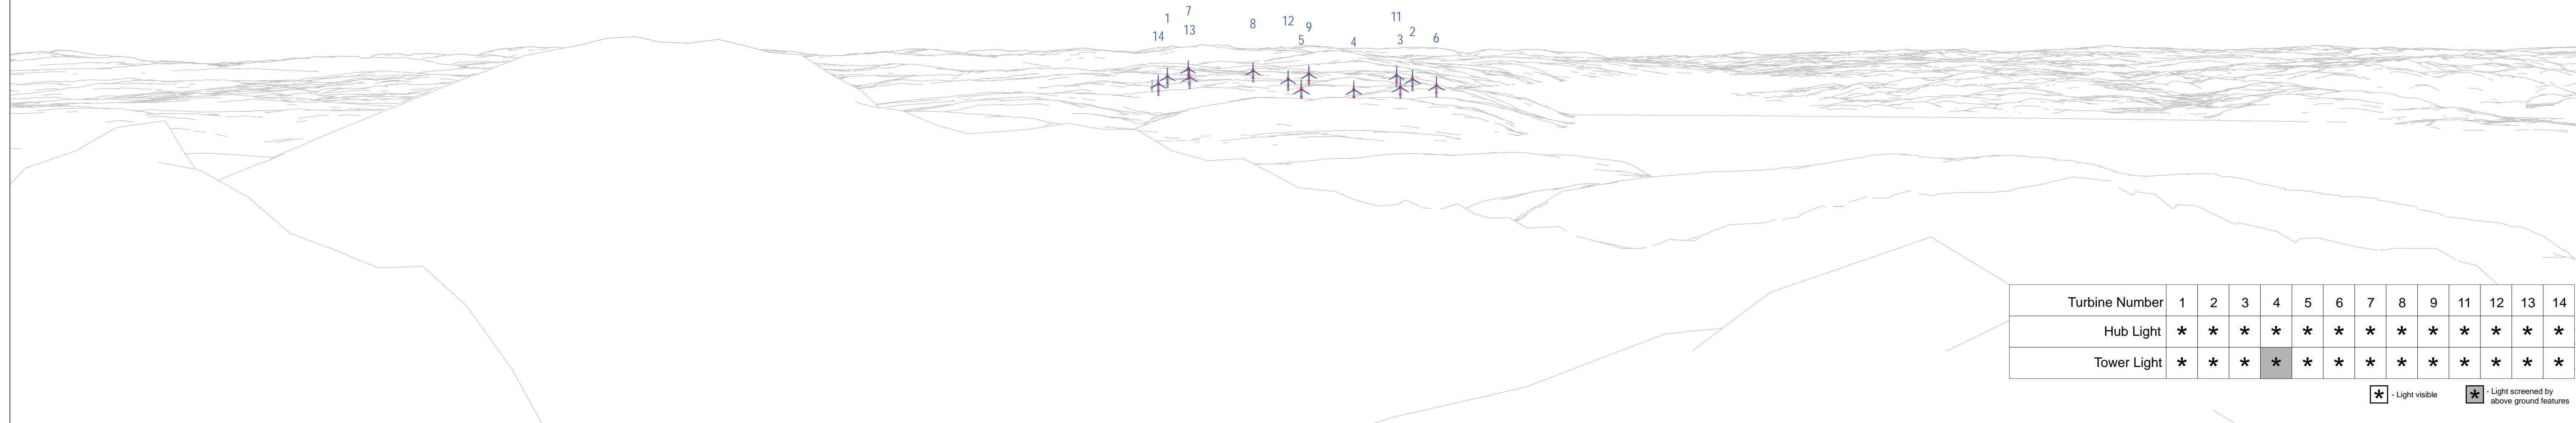 7
1
11
12
8
9
13
2
14
6
5
3
4
Turbine Number 1 2 3 4 5 6 7 8 9 11 12 13 14
Hub Light * * * * * * * * * * * * *
Tower Light * * * * * * * * * * * * *
* - Light visible
* - Light screened by
above ground features